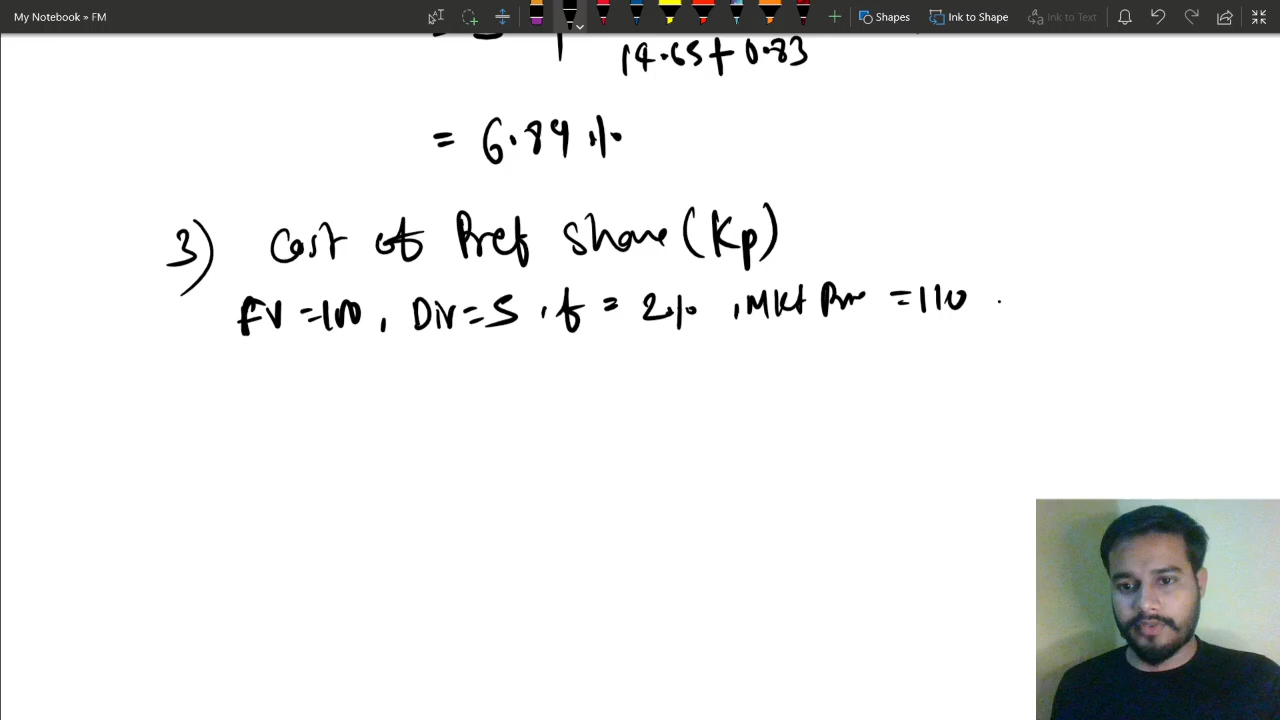 My Notebook » FM
Shapes
Ink to Shape
Ink to Text
14.65 + 0.83
= 6.84 %
3) Cost of Pref share (Kp)
FV = 100, Div = 5, f = 2%, Mkt Price = 110